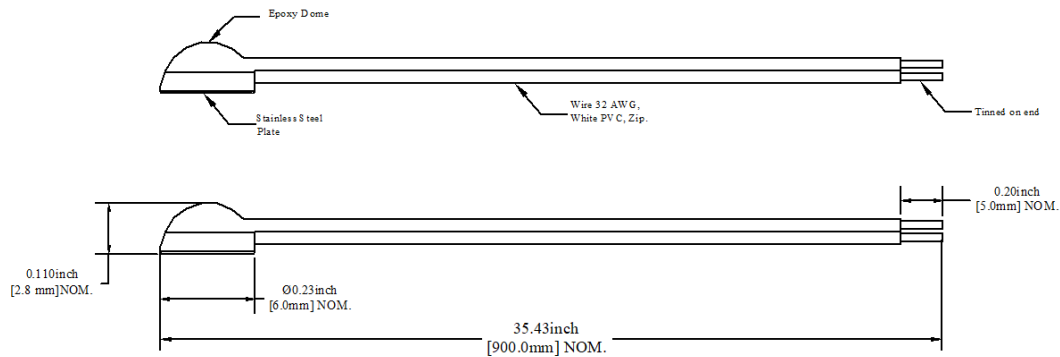 Epoxy Dome
Stainless Steel
Plate
Wire 32 AWG,
White PVC, Zip.
Tinned on end
0.20inch
[5.0mm] NOM.
0.110inch
[2.8 mm]NOM.
Ø0.23inch
[6.0mm] NOM.
35.43inch
[900.0mm] NOM.